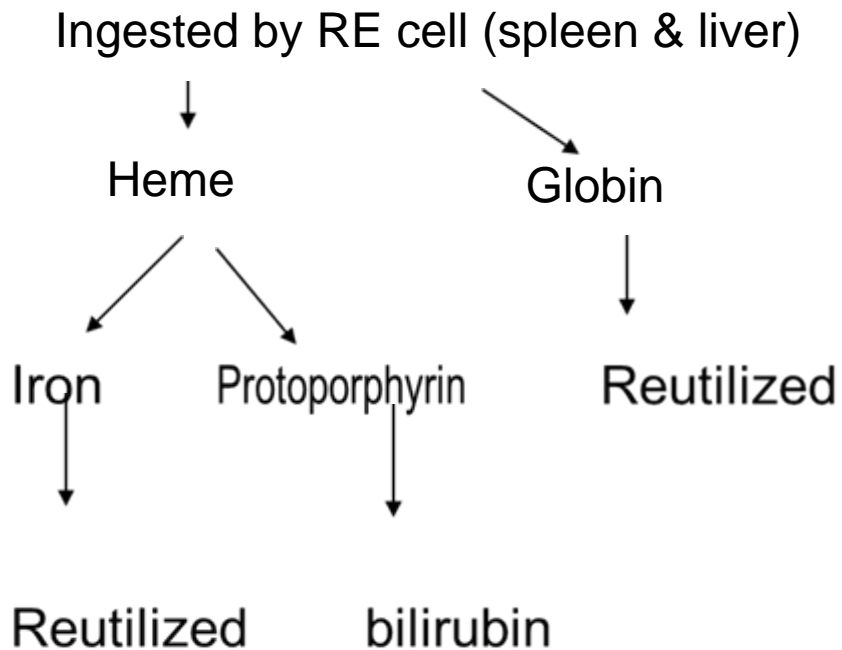 Ingested by RE cell (spleen & liver)
Heme
Globin
Iron
Protoporphyrin
Reutilized
Reutilized
bilirubin